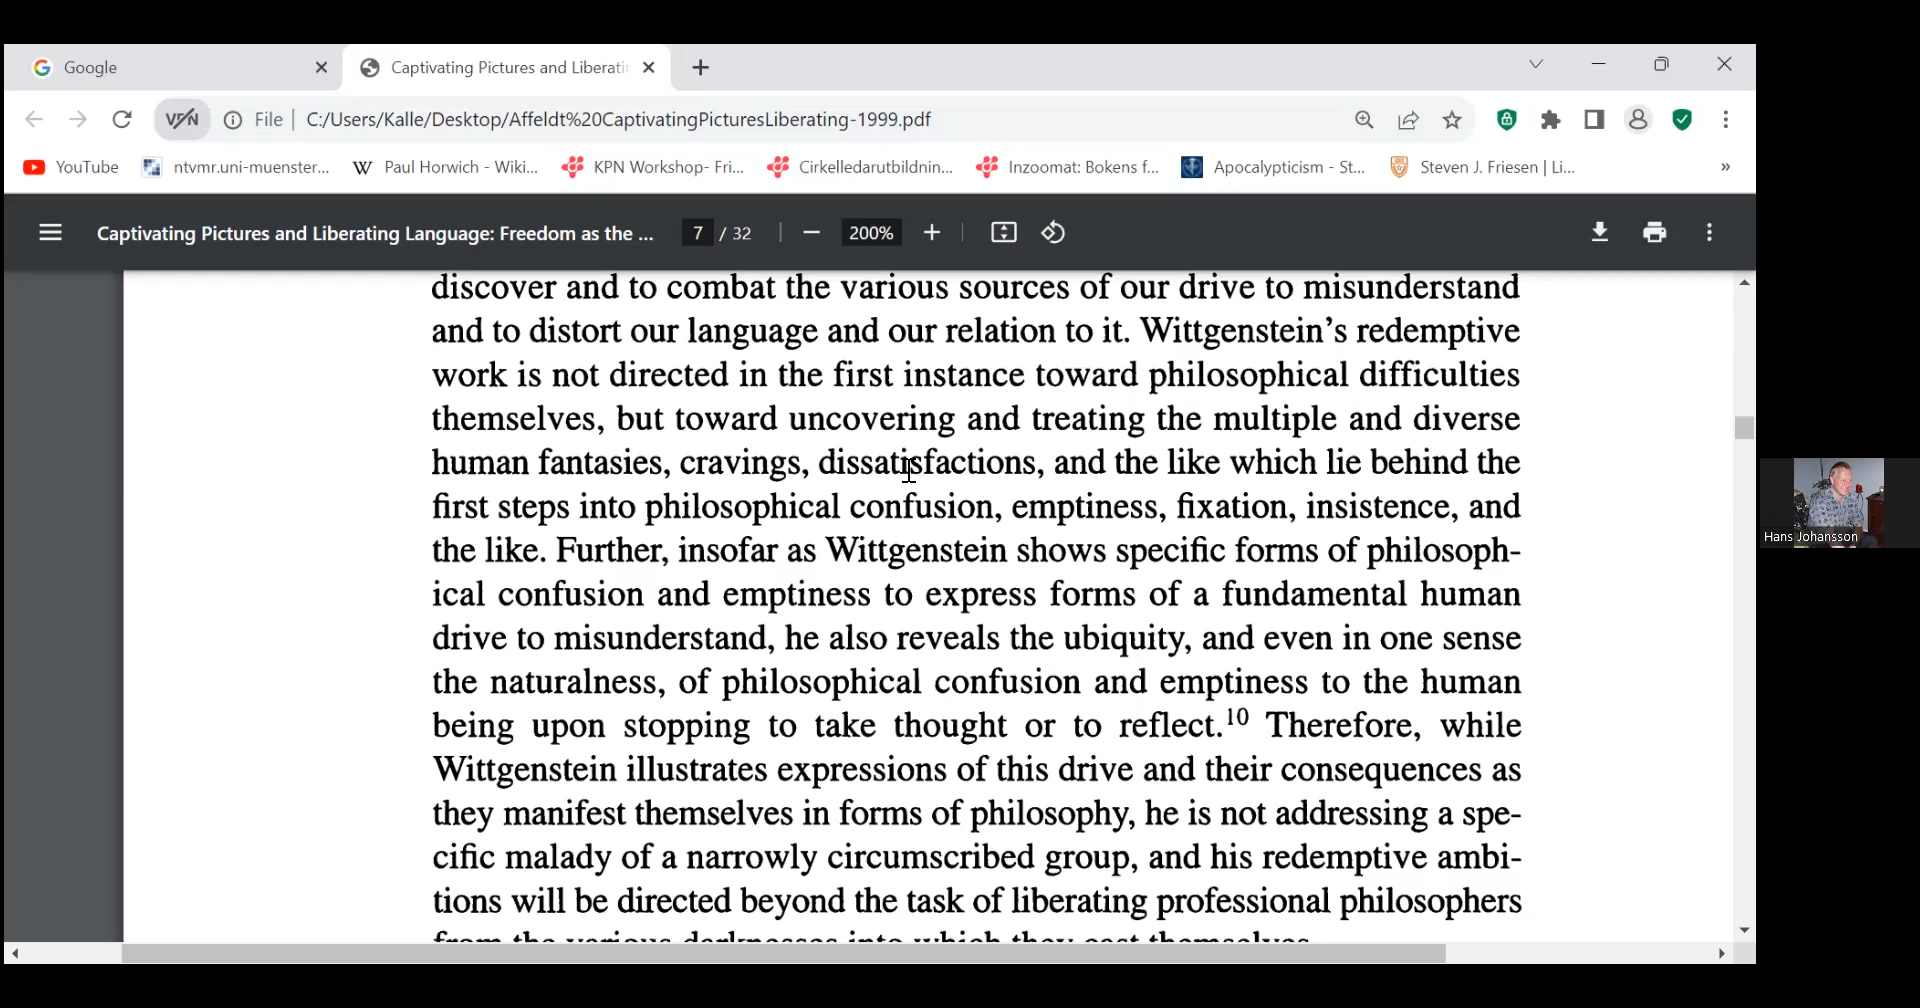 Google
Captivating Pictures and Liberati
VPN
File
C:/Users/Kalle/Desktop/Affeldt%20CaptivatingPicturesLiberating-1999.pdf
YouTube
ntvmr.uni-muenster...
W
Paul Horwich - Wiki...
KPN Workshop- Fri...
Cirkelledarutbildnin...
Inzoomat: Bokens f...
Apocalypticism - St...
Steven J. Friesen | Li...
»
Captivating Pictures and Liberating Language: Freedom as the ...
7 / 32
200%
discover and to combat the various sources of our drive to misunderstand
and to distort our language and our relation to it. Wittgenstein’s redemptive
work is not directed in the first instance toward philosophical difficulties
themselves, but toward uncovering and treating the multiple and diverse
human fantasies, cravings, dissatisfactions, and the like which lie behind the
first steps into philosophical confusion, emptiness, fixation, insistence, and
the like. Further, insofar as Wittgenstein shows specific forms of philosoph-
ical confusion and emptiness to express forms of a fundamental human
drive to misunderstand, he also reveals the ubiquity, and even in one sense
the naturalness, of philosophical confusion and emptiness to the human
being upon stopping to take thought or to reflect.10 Therefore, while
Wittgenstein illustrates expressions of this drive and their consequences as
they manifest themselves in forms of philosophy, he is not addressing a spe-
cific malady of a narrowly circumscribed group, and his redemptive ambi-
tions will be directed beyond the task of liberating professional philosophers
from the various darknesses into which they cast themselves.
Hans Johansson